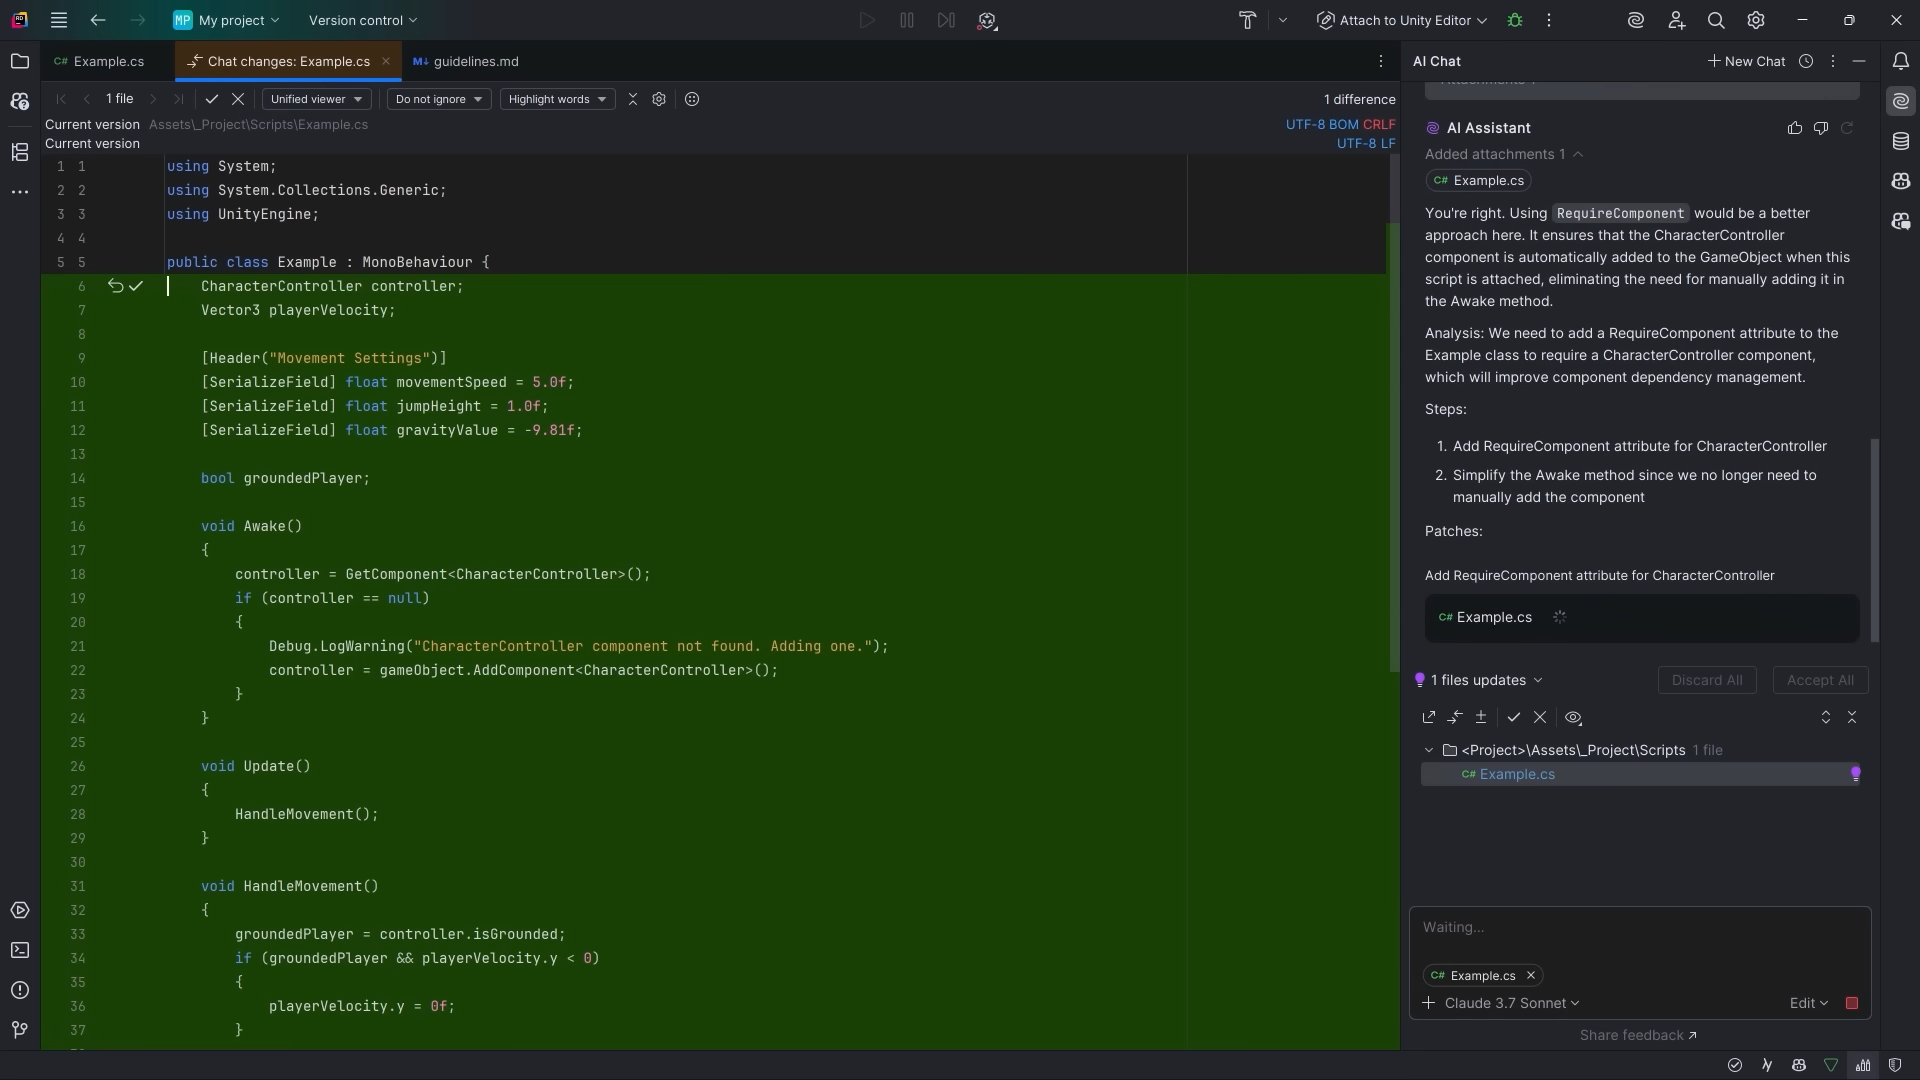 MP My project
Version control
Attach to Unity Editor
C# Example.cs
Chat changes: Example.cs
M↓ guidelines.md
1 file
Unified viewer
Do not ignore
Highlight words
1 difference
Current version Assets\_Project\Scripts\Example.cs
UTF-8 BOM CRLF
Current version
UTF-8 LF
1 1 using System;
2 2 using System.Collections.Generic;
3 3 using UnityEngine;
4 4
5 5 public class Example : MonoBehaviour {
6 CharacterController controller;
7 Vector3 playerVelocity;
8
9 [Header("Movement Settings")]
10 [SerializeField] float movementSpeed = 5.0f;
11 [SerializeField] float jumpHeight = 1.0f;
12 [SerializeField] float gravityValue = -9.81f;
13
14 bool groundedPlayer;
15
16 void Awake()
17 {
18 controller = GetComponent<CharacterController>();
19 if (controller == null)
20 {
21 Debug.LogWarning("CharacterController component not found. Adding one.");
22 controller = gameObject.AddComponent<CharacterController>();
23 }
24 }
25
26 void Update()
27 {
28 HandleMovement();
29 }
30
31 void HandleMovement()
32 {
33 groundedPlayer = controller.isGrounded;
34 if (groundedPlayer && playerVelocity.y < 0)
35 {
36 playerVelocity.y = 0f;
37 }
AI Chat
New Chat
AI Assistant
Added attachments 1
C# Example.cs
You're right. Using RequireComponent would be a better
approach here. It ensures that the CharacterController
component is automatically added to the GameObject when this
script is attached, eliminating the need for manually adding it in
the Awake method.
Analysis: We need to add a RequireComponent attribute to the
Example class to require a CharacterController component,
which will improve component dependency management.
Steps:
1. Add RequireComponent attribute for CharacterController
2. Simplify the Awake method since we no longer need to
manually add the component
Patches:
Add RequireComponent attribute for CharacterController
C# Example.cs
1 files updates
Discard All
Accept All
<Project>\Assets\_Project\Scripts 1 file
C# Example.cs
Waiting...
C# Example.cs
Claude 3.7 Sonnet
Edit
Share feedback